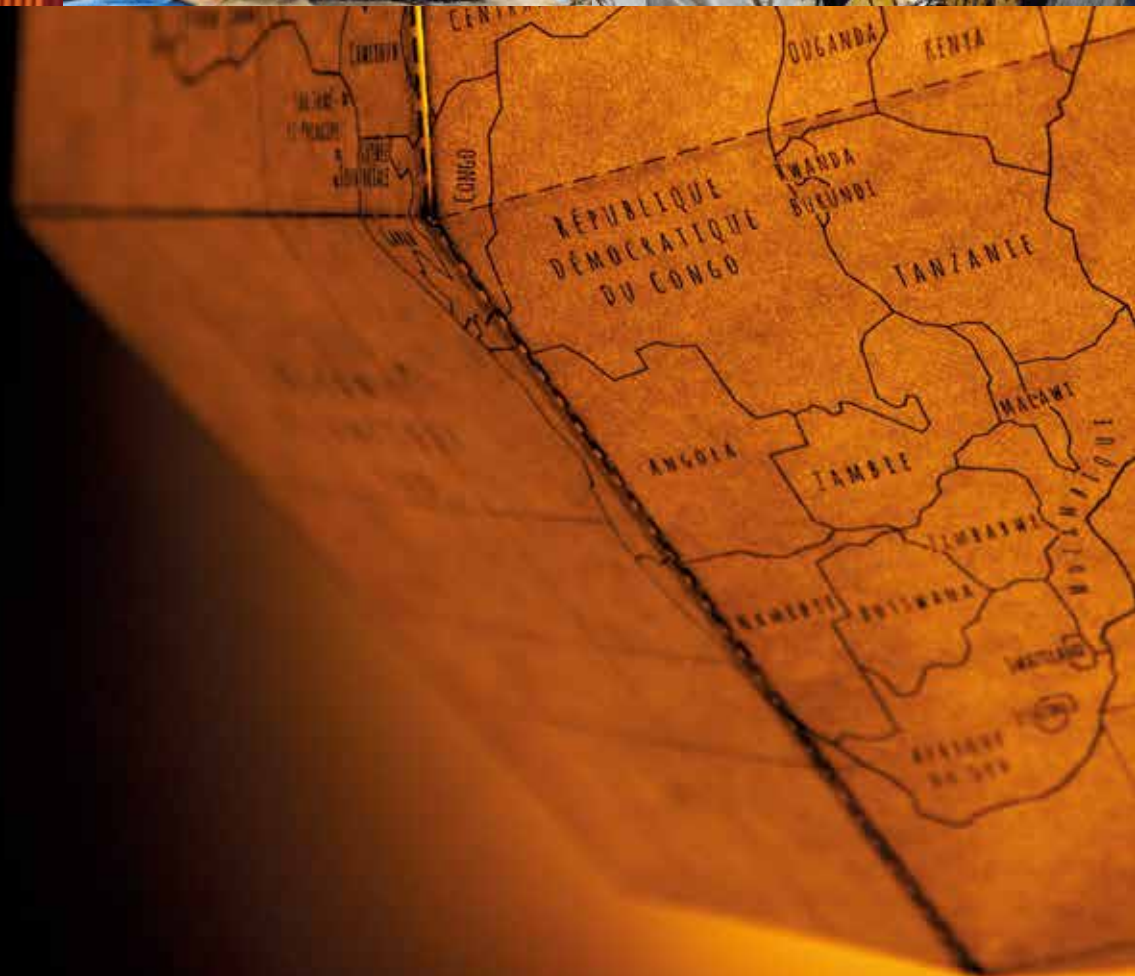 CAMEROUN
OUGANDA
KENYA
CONGO
RWANDA
BURUNDI
RÉPUBLIQUE
DÉMOCRATIQUE
DU CONGO
TANZANIE
MALAWI
ANGOLA
ZAMBIE
MOZAMBIQUE
ZIMBABWE
NAMIBIE
BOTSWANA
SWAZILAND
AFRIQUE
DU SUD